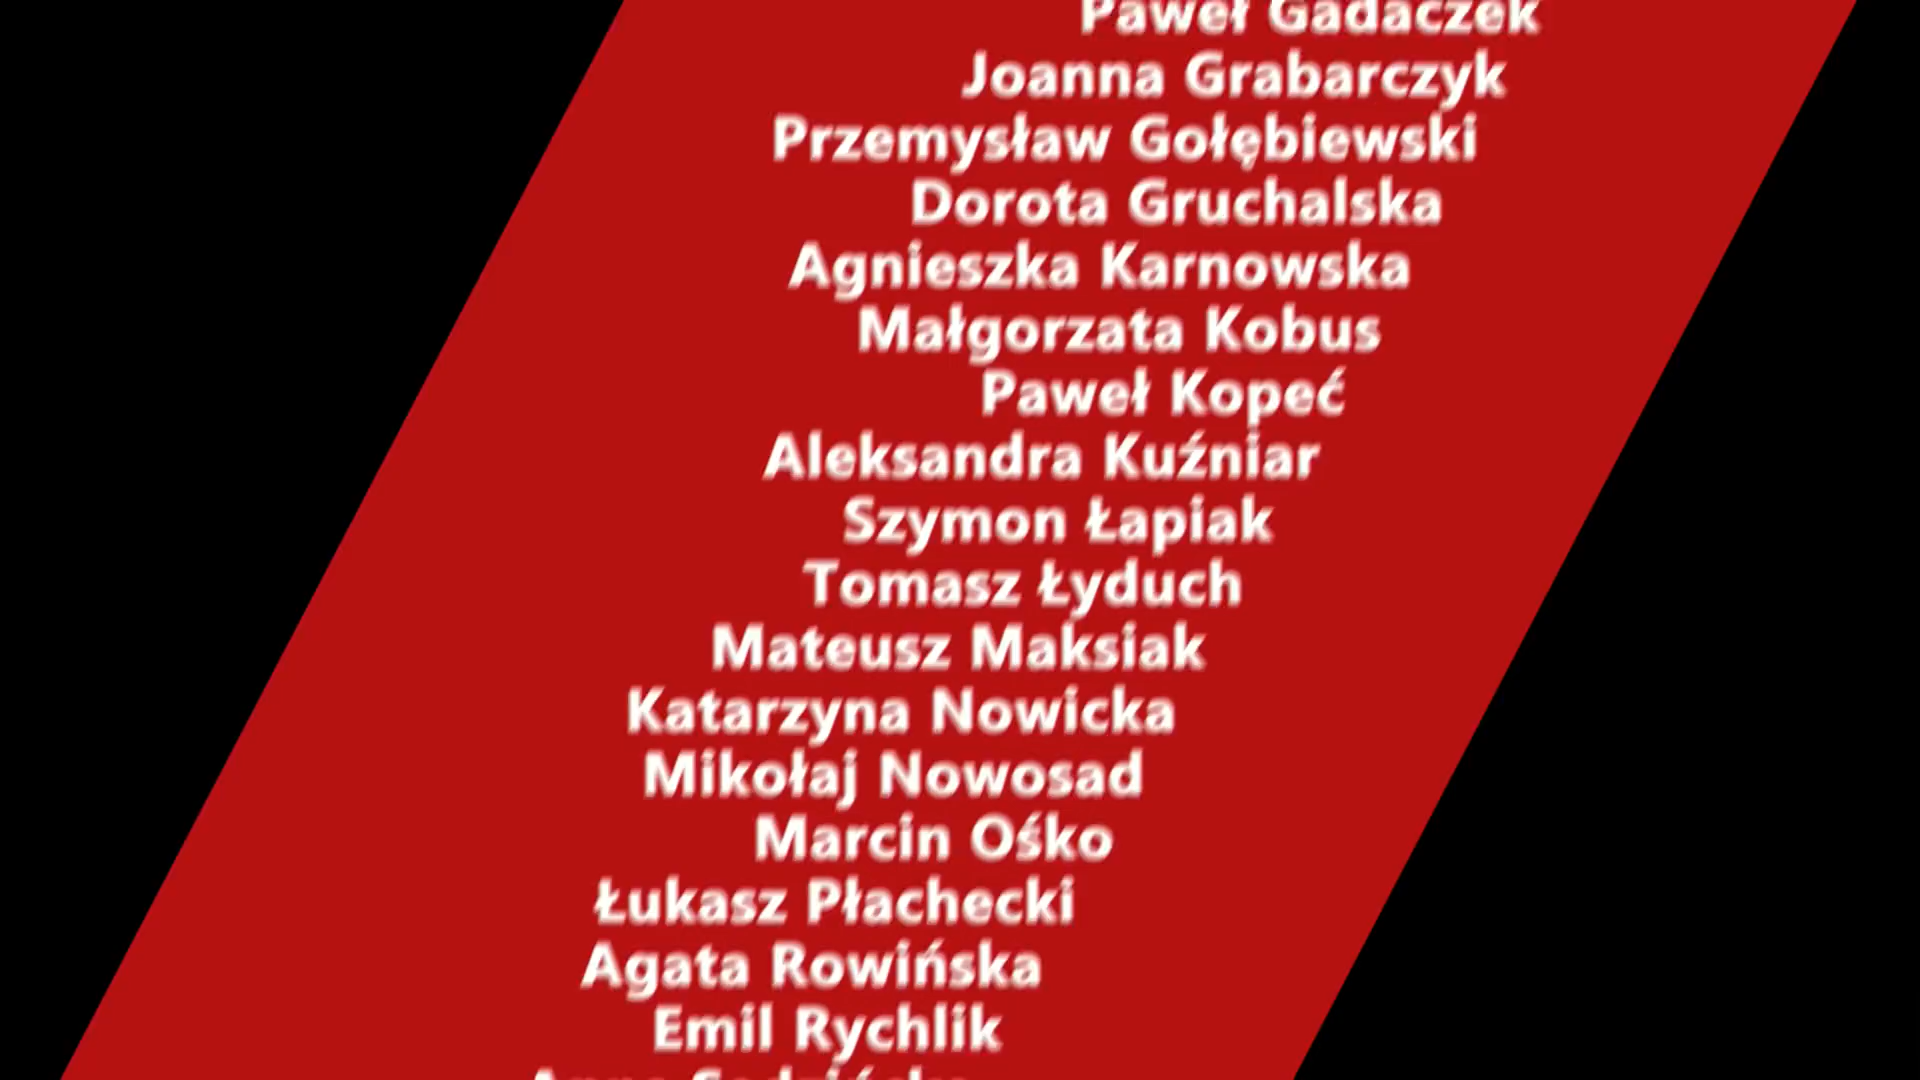 Paweł Gadaczek
Joanna Grabarczyk
Przemysław Gołębiewski
Dorota Gruchalska
Agnieszka Karnowska
Małgorzata Kobus
Paweł Kopeć
Aleksandra Kuźniar
Szymon Łapiak
Tomasz Łyduch
Mateusz Maksiak
Katarzyna Nowicka
Mikołaj Nowosad
Marcin Ośko
Łukasz Płachecki
Agata Rowińska
Emil Rychlik